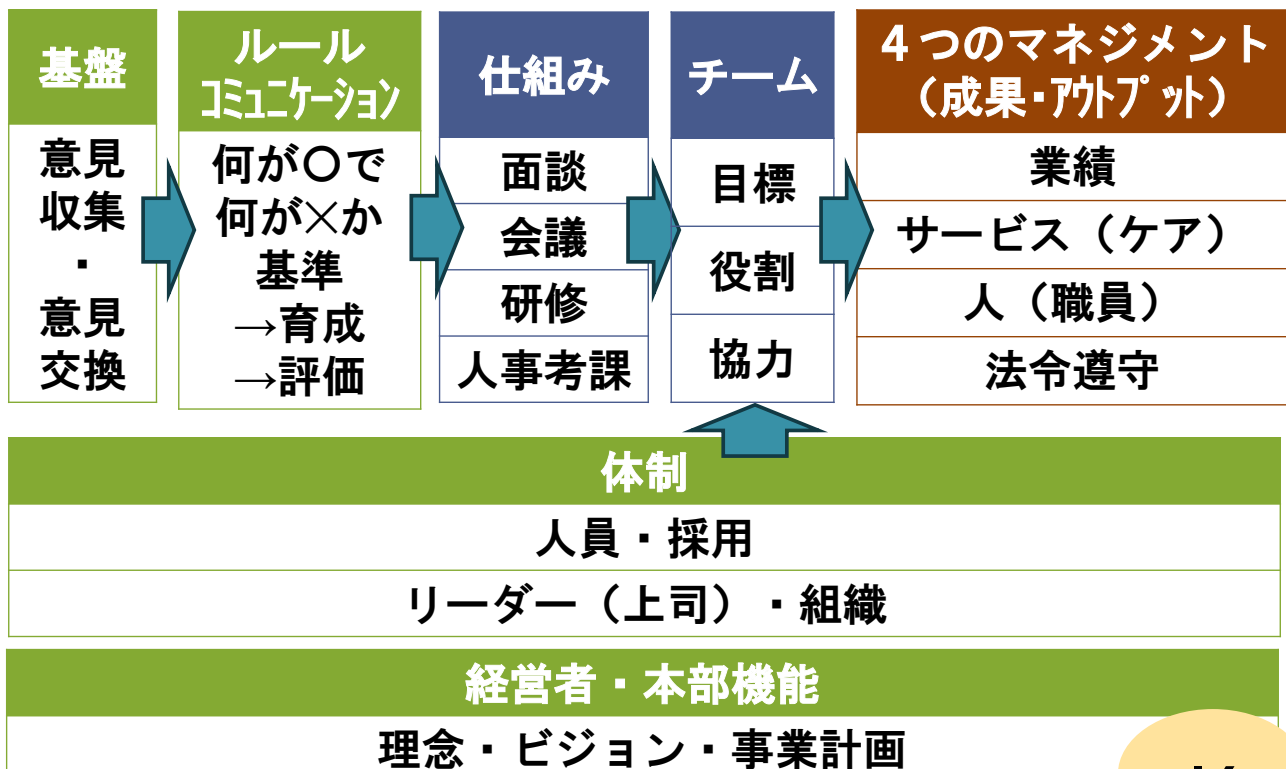 基盤
意見
収集
・
意見
交換
ルール
コミュニケーション
何が〇で
何が×か
基準
→育成
→評価
仕組み
面談
会議
研修
人事考課
チーム
目標
役割
協力
４つのマネジメント
（成果・アウトプット）
業績
サービス（ケア）
人（職員）
法令遵守
体制
人員・採用
リーダー（上司）・組織
経営者・本部機能
理念・ビジョン・事業計画